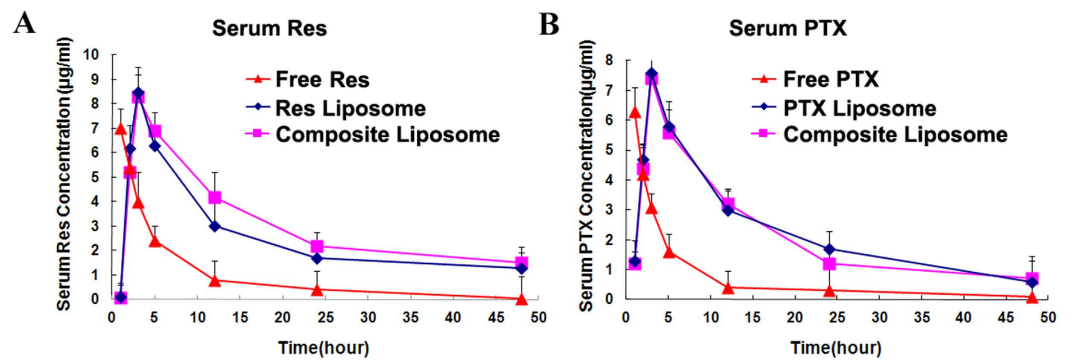 A
Serum Res
Serum Res Concentration(μg/ml)
10
9
8
7
6
5
4
3
2
1
0
Free Res
Res Liposome
Composite Liposome
0 5 10 15 20 25 30 35 40 45 50
Time(hour)
B
Serum PTX
Serum PTX Concentration(μg/ml)
8
7
6
5
4
3
2
1
0
Free PTX
PTX Liposome
Composite Liposome
0 5 10 15 20 25 30 35 40 45 50
Time(hour)